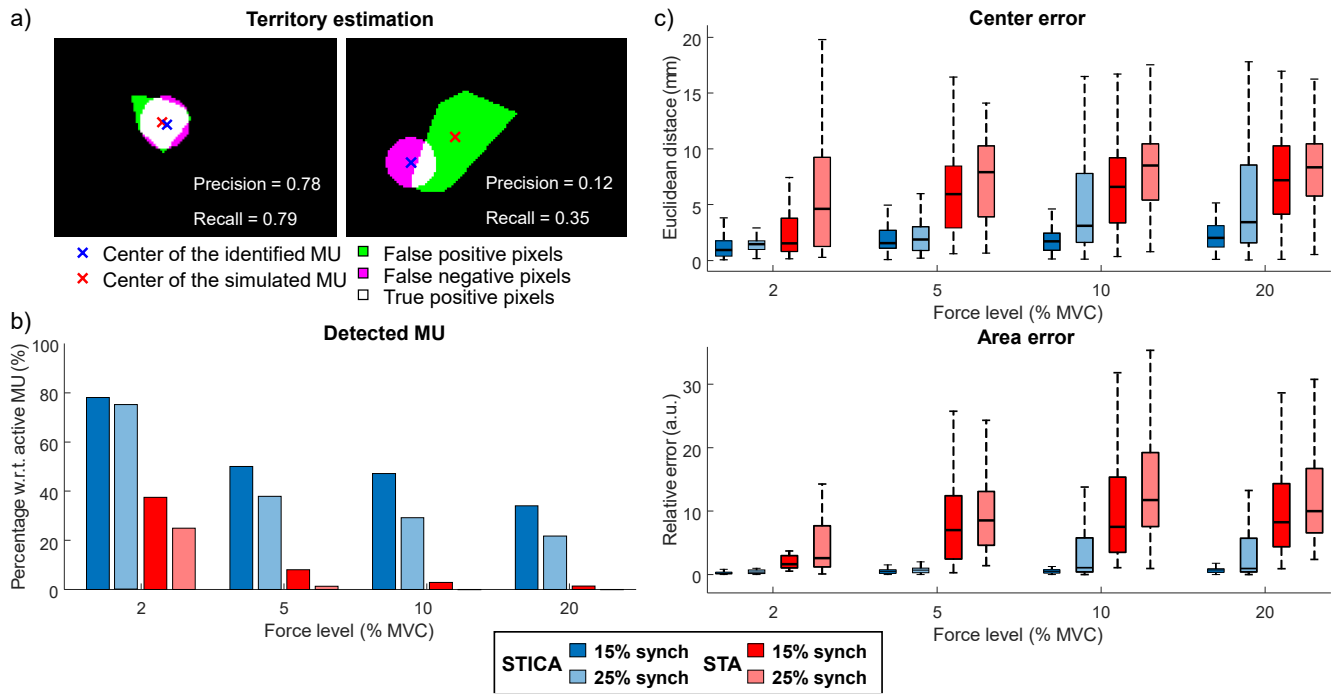 a)
Territory estimation
Precision = 0.78
Recall = 0.79
Precision = 0.12
Recall = 0.35
× Center of the identified MU
× Center of the simulated MU
False positive pixels
False negative pixels
True positive pixels
b)
Detected MU
Percentage w.r.t. active MU (%)
100
80
60
40
20
0
2 5 10 20
Force level (% MVC)
c)
Center error
Euclidean distace (mm)
20
15
10
5
0
2 5 10 20
Force level (% MVC)
Area error
Relative error (a.u.)
30
20
10
0
2 5 10 20
Force level (% MVC)
STICA
15% synch
25% synch
STA
15% synch
25% synch